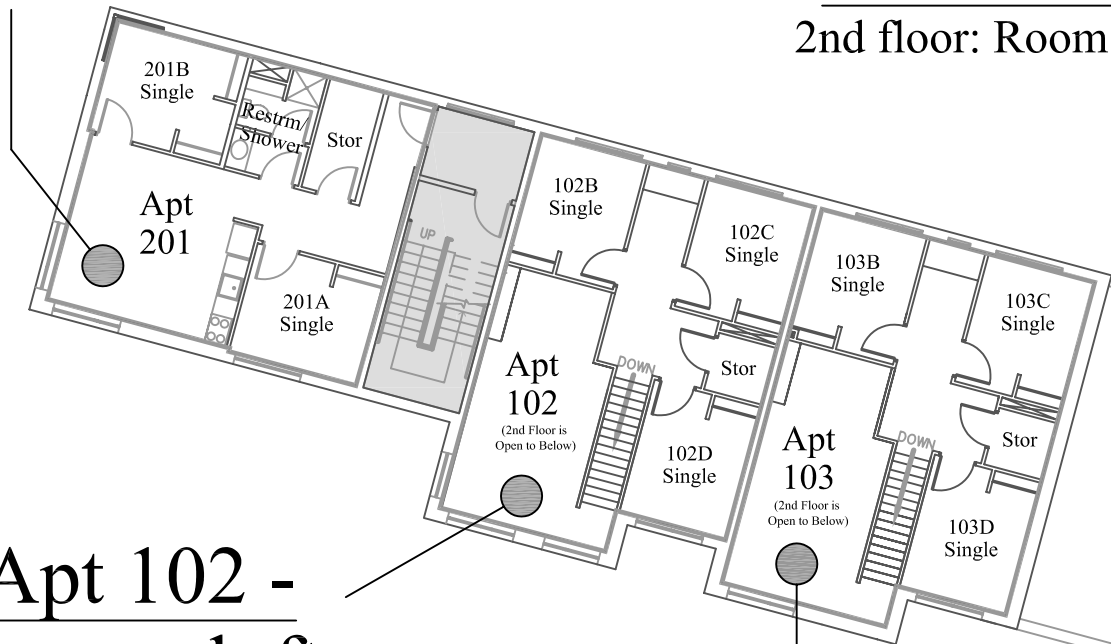 2nd floor: Room
201B
Single
Restrm/
Shower
Stor
Apt
201
201A
Single
UP
102B
Single
102C
Single
Apt
102
(2nd Floor is
Open to Below)
DOWN
Stor
102D
Single
103B
Single
103C
Single
Apt
103
(2nd Floor is
Open to Below)
DOWN
Stor
103D
Single
Apt 102 -